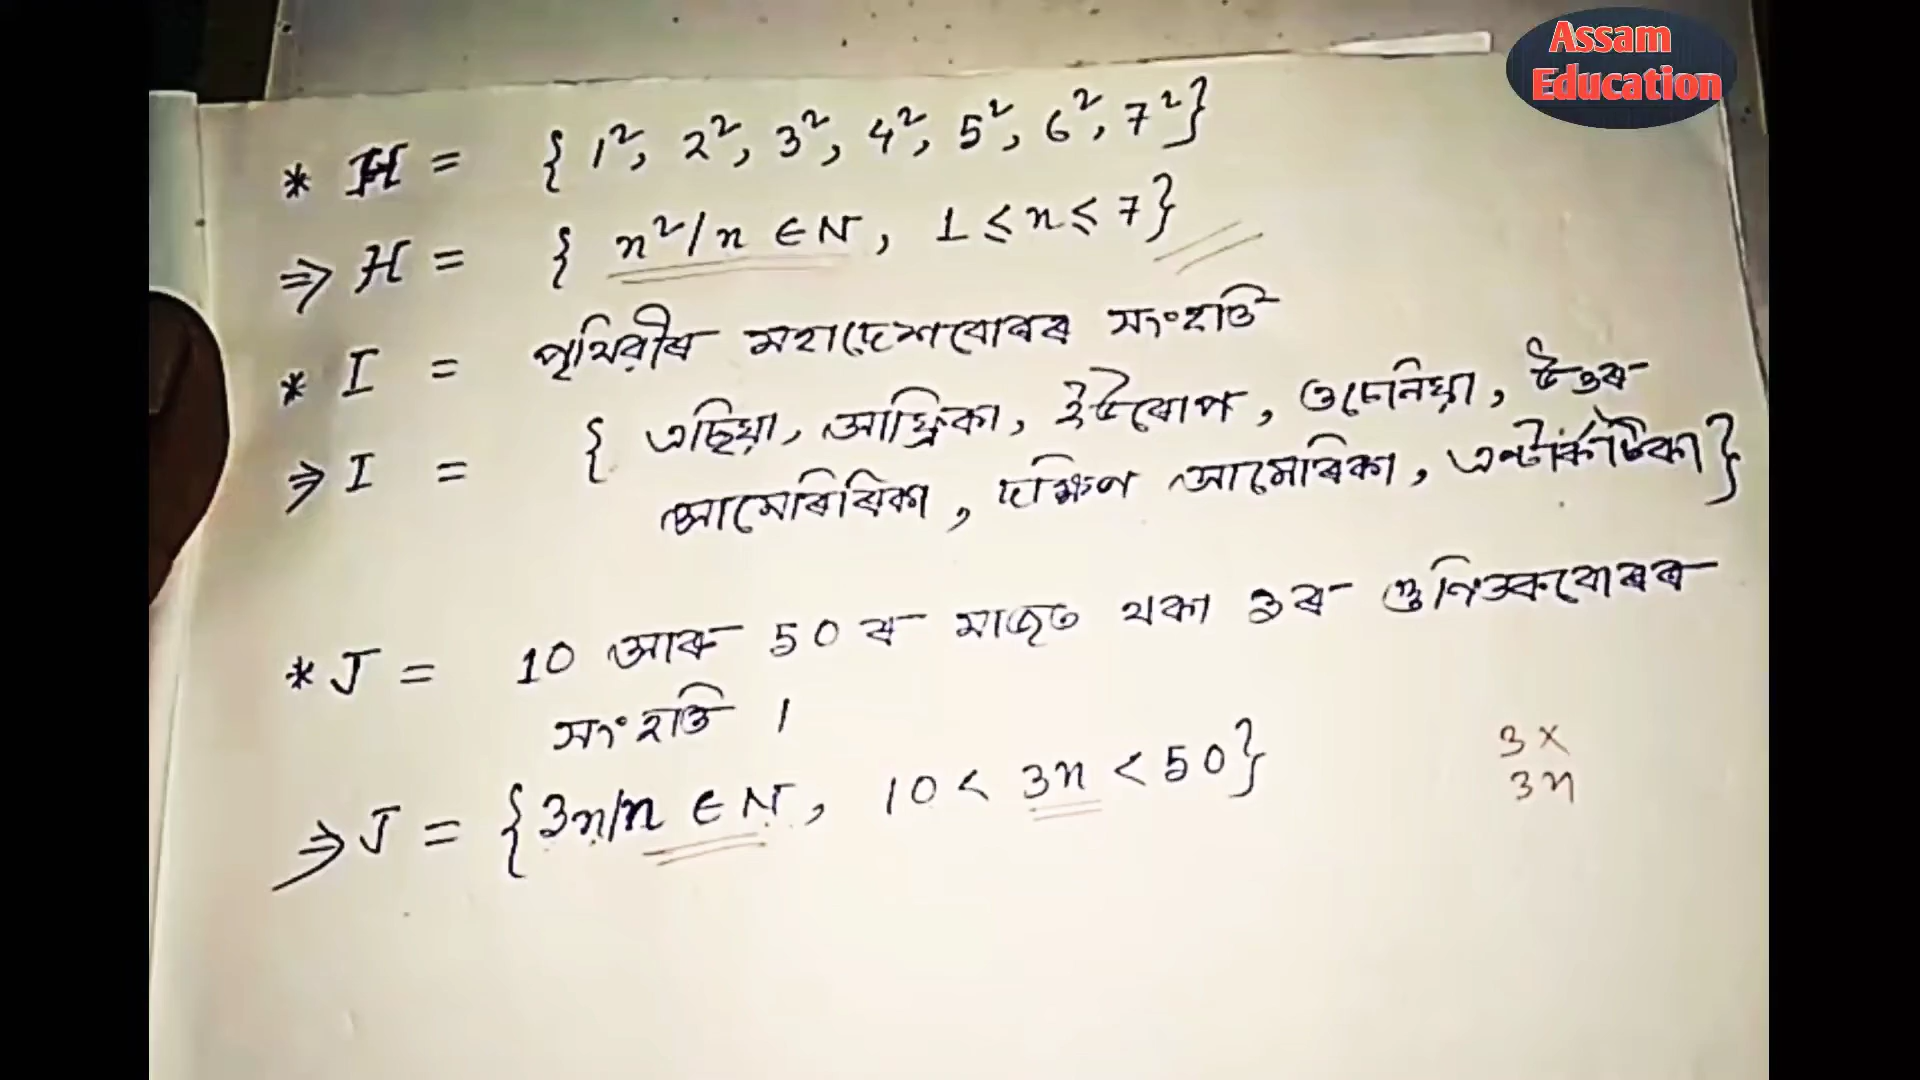 Assam
Education
* H = { 1², 2², 3², 4², 5², 6², 7² }
⇒ H = { n²/n ∈ N, 1 ≤ n ≤ 7 }
* I = পৃথিৱীৰ মহাদেশবোৰৰ সংহতি
⇒ I = { এছিয়া, আফ্ৰিকা, ইউৰোপ, ওচেনিয়া, উত্তৰ
আমেৰিৰিকা, দক্ষিণ আমেৰিকা, এন্টাৰ্কটিকা }
* J = 10 আৰু 50 ৰ মাজত থকা 3ৰ গুণিতকবোৰৰ
সংহতি ।
⇒ J = { 3n/n ∈ N, 10 < 3n < 50 }
3 ×
3n